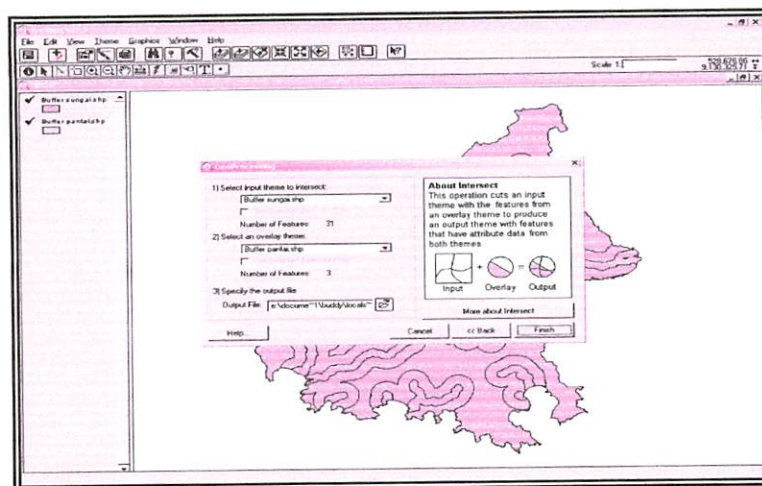 File Edit View Theme Graphics Window Help
Scale 1:
Buffer sungai.shp
Buffer pantai.shp
GeoProcessing
1) Select input theme to intersect:
Buffer sungai.shp
Number of Features: 31
2) Select an overlay theme:
Buffer pantai.shp
Number of Features: 3
3) Specify the output file
Output File:
About Intersect
This operation cuts an input
theme with the features from
an overlay theme to produce
an output theme with features
that have attribute data from
both themes.
Input Overlay Output
More about Intersect
Help... Cancel << Back Finish